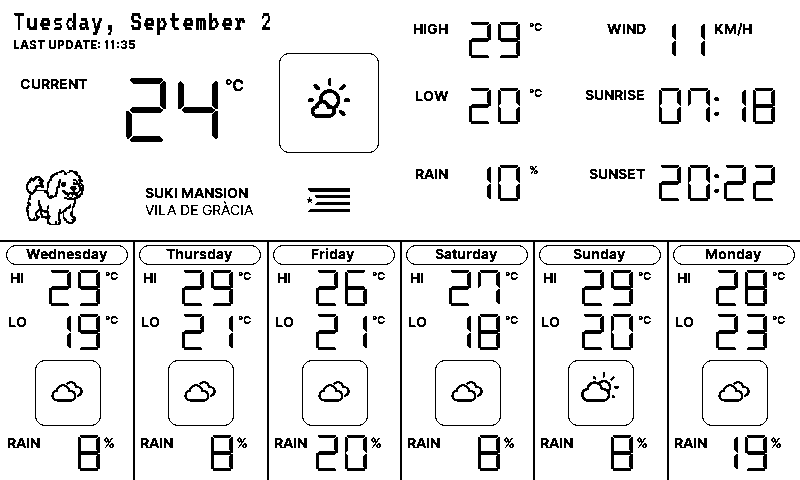 Tuesday, September 2
LAST UPDATE: 11:35
CURRENT 24 °C
HIGH 29 °C
WIND 11 KM/H
LOW 20 °C
SUNRISE 07:18
RAIN 10 %
SUNSET 20:22
SUKI MANSION
VILA DE GRÀCIA
Wednesday
HI 29 °C
LO 19 °C
RAIN 8 %
Thursday
HI 29 °C
LO 21 °C
RAIN 8 %
Friday
HI 26 °C
LO 21 °C
RAIN 20 %
Saturday
HI 27 °C
LO 18 °C
RAIN 8 %
Sunday
HI 29 °C
LO 20 °C
RAIN 8 %
Monday
HI 28 °C
LO 23 °C
RAIN 19 %